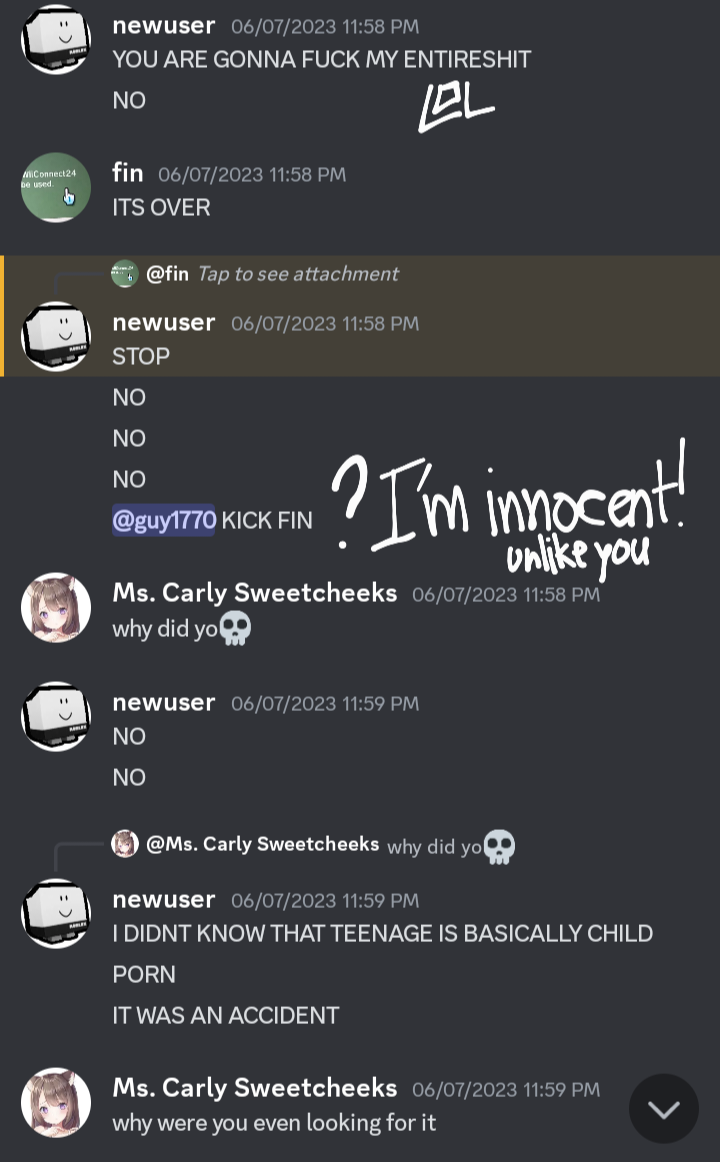 newuser 06/07/2023 11:58 PM
YOU ARE GONNA FUCK MY ENTIRESHIT
NO
LOL
fin 06/07/2023 11:58 PM
WiiConnect24
be used.
ITS OVER
@fin Tap to see attachment
newuser 06/07/2023 11:58 PM
STOP
NO
NO
NO
@guy1770 KICK FIN
? I'm innocent!
unlike you
Ms. Carly Sweetcheeks 06/07/2023 11:58 PM
why did yo💀
newuser 06/07/2023 11:59 PM
NO
NO
@Ms. Carly Sweetcheeks why did yo💀
newuser 06/07/2023 11:59 PM
I DIDNT KNOW THAT TEENAGE IS BASICALLY CHILD
PORN
IT WAS AN ACCIDENT
Ms. Carly Sweetcheeks 06/07/2023 11:59 PM
why were you even looking for it